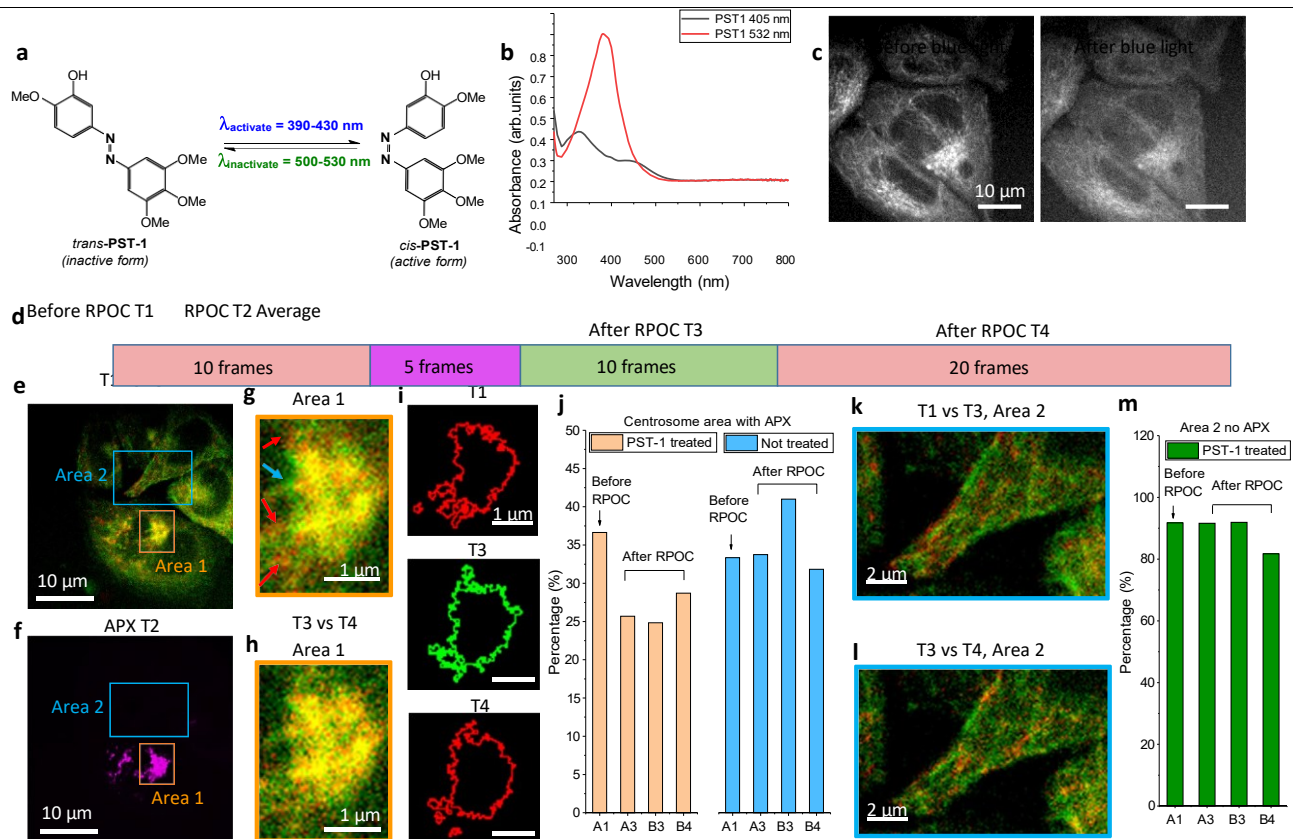 a
OH
MeO
N
N
OMe
OMe
OMe
trans-PST-1
(inactive form)
λactivate = 390-430 nm
λinactivate = 500-530 nm
OH
OMe
N
N
OMe
OMe
OMe
cis-PST-1
(active form)
b
PST1 405 nm
PST1 532 nm
Absorbance (arb.units)
0.8
0.7
0.6
0.5
0.4
0.3
0.2
0.1
0.0
-0.1
300 400 500 600 700 800
Wavelength (nm)
c
Before blue light
After blue light
10 µm
d
Before RPOC T1 RPOC T2 Average
After RPOC T3
After RPOC T4
10 frames
5 frames
10 frames
20 frames
e
Area 2
Area 1
10 µm
f
APX T2
Area 2
Area 1
10 µm
g
Area 1
1 µm
h
T3 vs T4
Area 1
1 µm
i
T1
1 µm
T3
T4
j
Centrosome area with APX
PST-1 treated
Not treated
Before
RPOC
After RPOC
Before
RPOC
After RPOC
Percentage (%)
50
45
40
35
30
25
20
15
10
5
0
A1 A3 B3 B4 A1 A3 B3 B4
k
T1 vs T3, Area 2
2 µm
l
T3 vs T4, Area 2
2 µm
m
Area 2 no APX
PST-1 treated
Before
RPOC
After RPOC
Percentage (%)
120
100
80
60
40
20
0
A1 A3 B3 B4